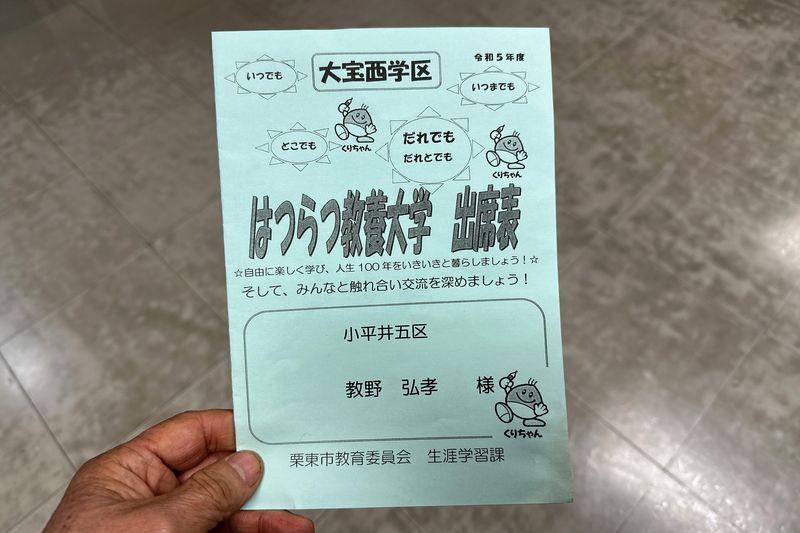 令和5年度
大宝西学区
いつでも
いつまでも
どこでも
だれでも
だれとでも
くりちゃん
くりちゃん
はつらつ教養大学 出席表
☆自由に楽しく学び、人生100年をいきいきと暮らしましょう!☆
そして、みんなと触れ合い交流を深めましょう!
小平井五区
教野 弘孝 様
くりちゃん
栗東市教育委員会 生涯学習課